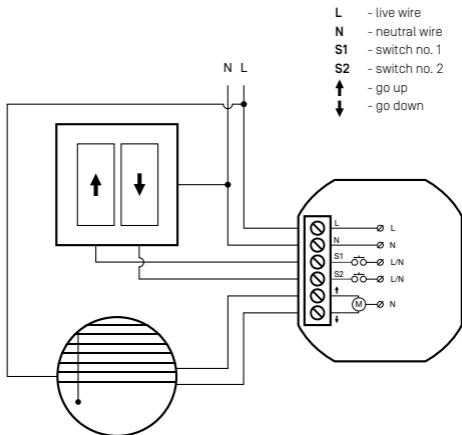 L - live wire
N - neutral wire
S1 - switch no. 1
S2 - switch no. 2
- go up
- go down
N L
L L
N N
S1 L/N
S2 L/N
M N